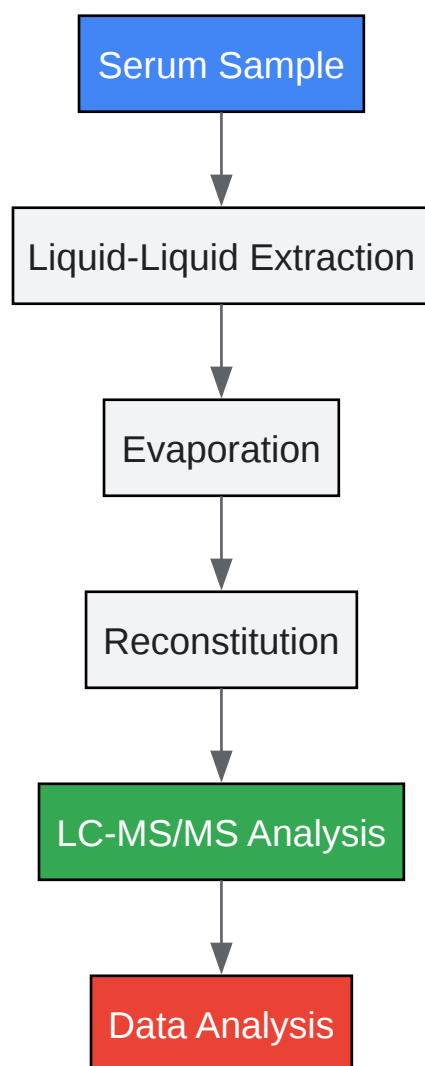 Serum Sample
Liquid-Liquid Extraction
Evaporation
Reconstitution
LC-MS/MS Analysis
Data Analysis